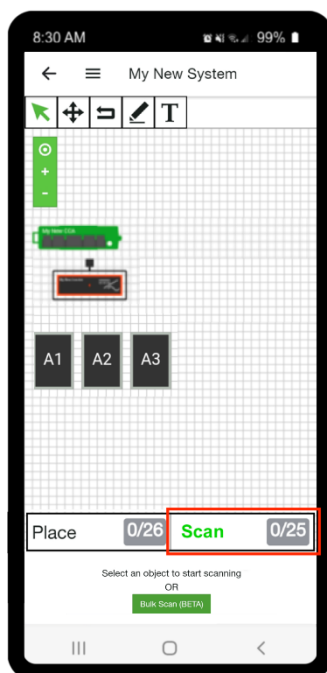 8:30 AM 99%
My New System
T
+
-
My New CCA
A1 A2 A3
Place 0/26 Scan 0/25
Select an object to start scanning
OR
Bulk Scan (BETA)